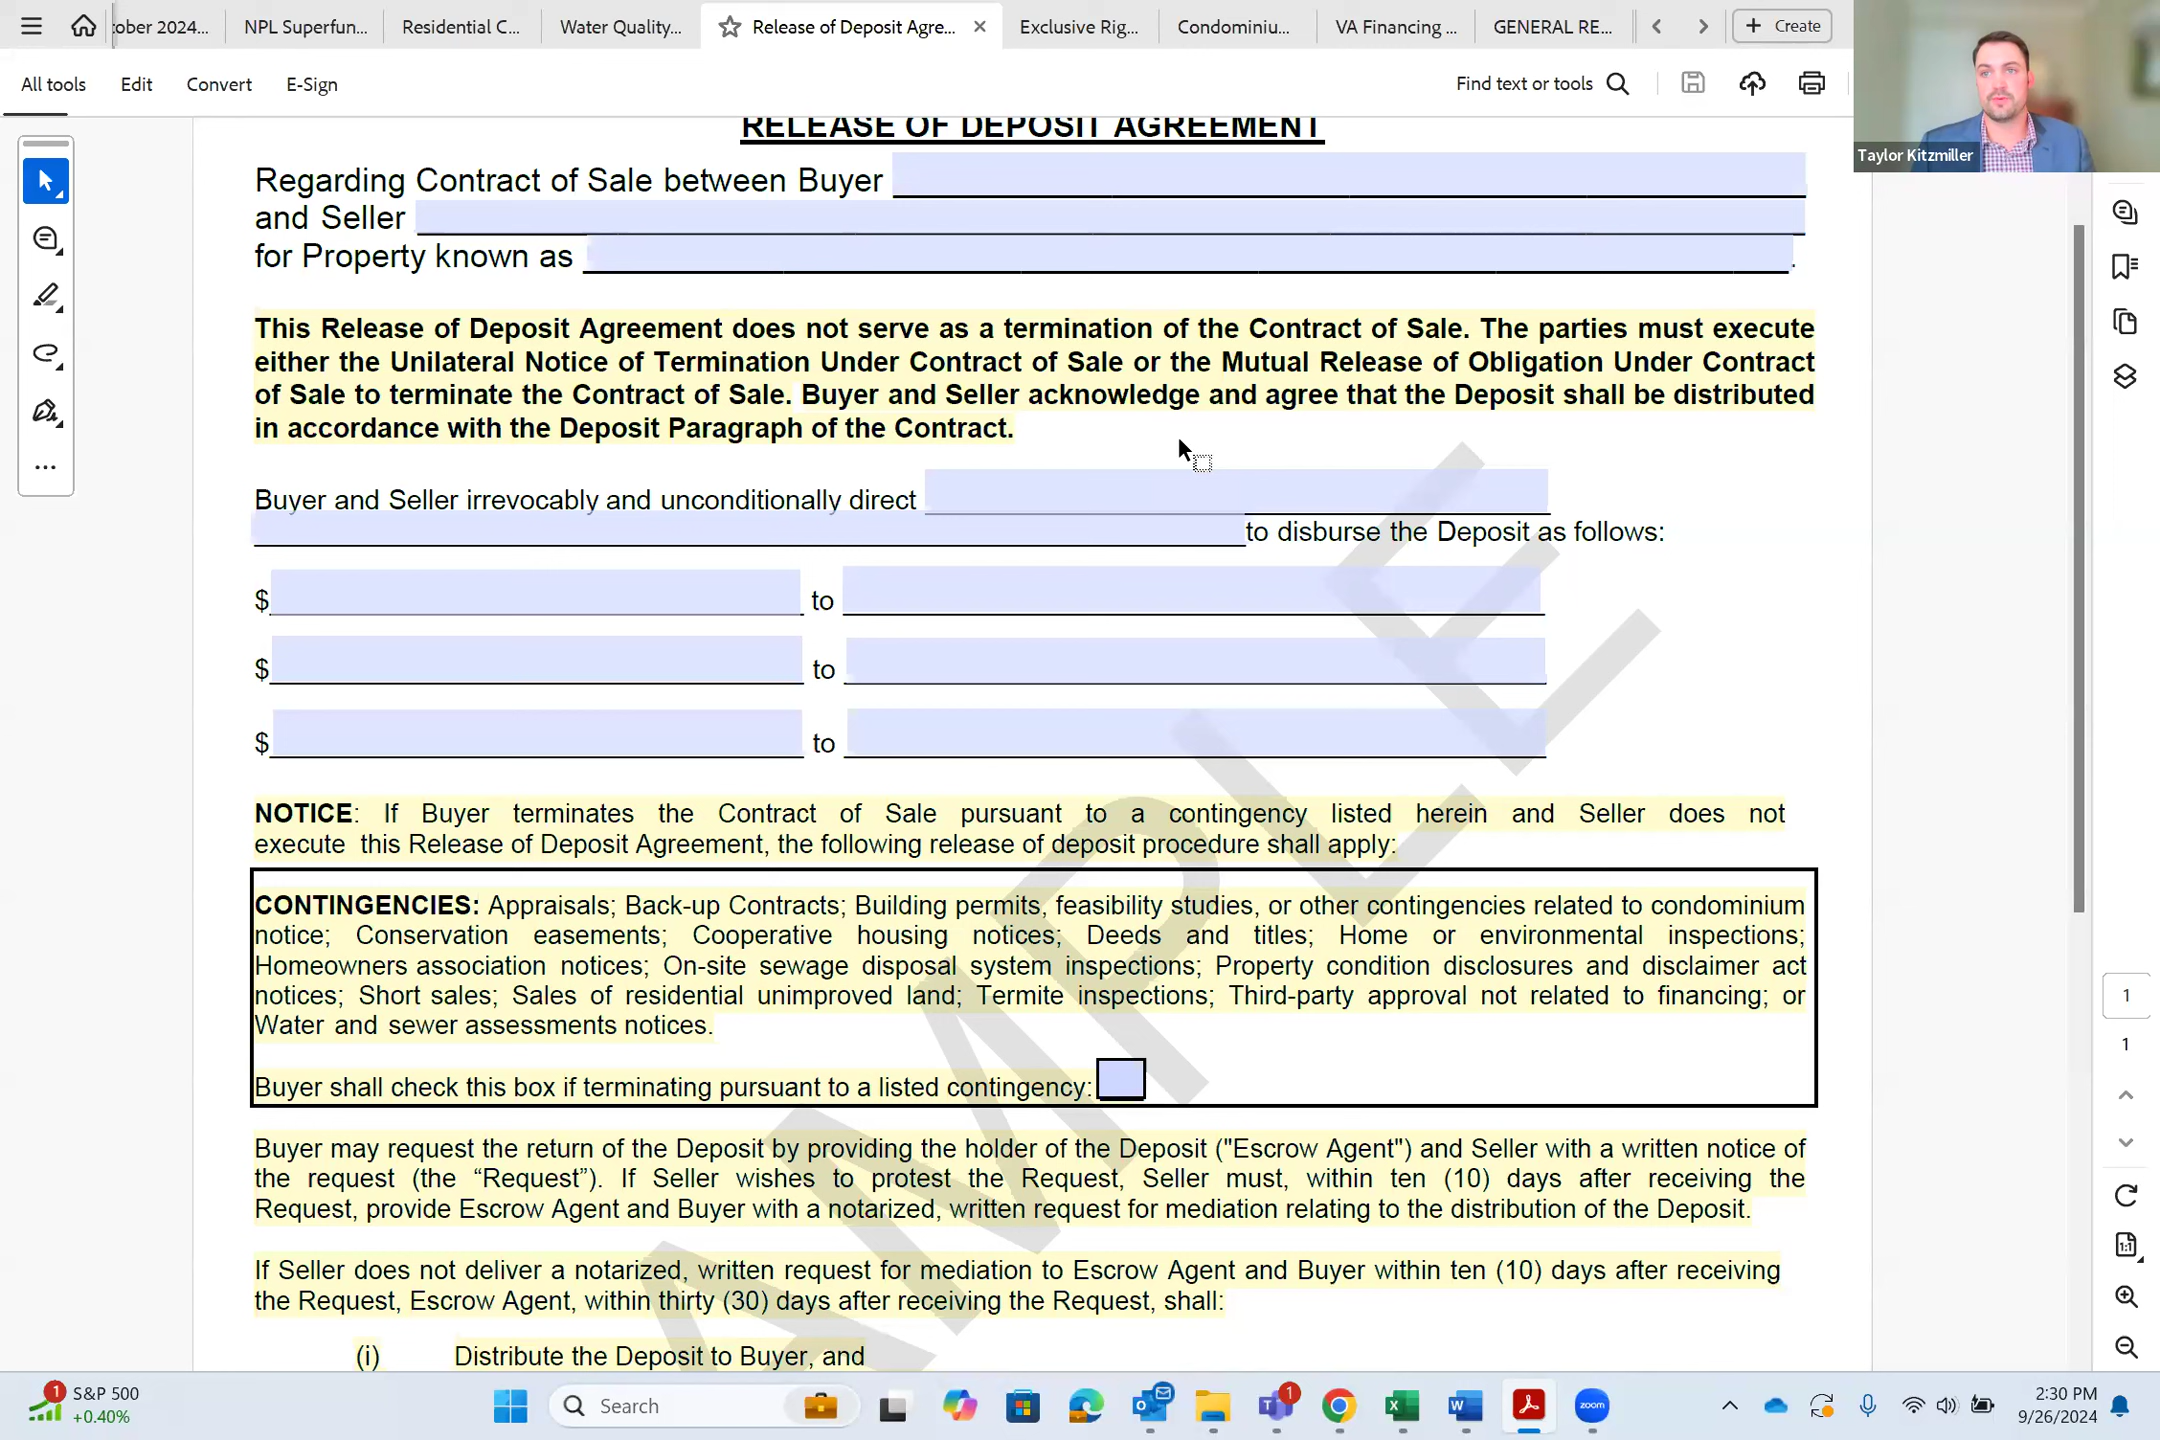 ober 2024...
NPL Superfun...
Residential C...
Water Quality...
Release of Deposit Agre...
Exclusive Rig...
Condominiu...
VA Financing ...
GENERAL RE...
Create
All tools
Edit
Convert
E-Sign
Find text or tools
Taylor Kitzmiller
RELEASE OF DEPOSIT AGREEMENT
Regarding Contract of Sale between Buyer
and Seller
for Property known as .
This Release of Deposit Agreement does not serve as a termination of the Contract of Sale. The parties must execute
either the Unilateral Notice of Termination Under Contract of Sale or the Mutual Release of Obligation Under Contract
of Sale to terminate the Contract of Sale. Buyer and Seller acknowledge and agree that the Deposit shall be distributed
in accordance with the Deposit Paragraph of the Contract.
Buyer and Seller irrevocably and unconditionally direct
to disburse the Deposit as follows:
$ to
$ to
$ to
NOTICE: If Buyer terminates the Contract of Sale pursuant to a contingency listed herein and Seller does not
execute this Release of Deposit Agreement, the following release of deposit procedure shall apply:
CONTINGENCIES: Appraisals; Back-up Contracts; Building permits, feasibility studies, or other contingencies related to condominium
notice; Conservation easements; Cooperative housing notices; Deeds and titles; Home or environmental inspections;
Homeowners association notices; On-site sewage disposal system inspections; Property condition disclosures and disclaimer act
notices; Short sales; Sales of residential unimproved land; Termite inspections; Third-party approval not related to financing; or
Water and sewer assessments notices.
Buyer shall check this box if terminating pursuant to a listed contingency:
Buyer may request the return of the Deposit by providing the holder of the Deposit ("Escrow Agent") and Seller with a written notice of
the request (the “Request”). If Seller wishes to protest the Request, Seller must, within ten (10) days after receiving the
Request, provide Escrow Agent and Buyer with a notarized, written request for mediation relating to the distribution of the Deposit.
If Seller does not deliver a notarized, written request for mediation to Escrow Agent and Buyer within ten (10) days after receiving
the Request, Escrow Agent, within thirty (30) days after receiving the Request, shall:
(i) Distribute the Deposit to Buyer, and
AMPLE
1
1
1:1
1
S&P 500
+0.40%
Search
1
zoom
2:30 PM
9/26/2024